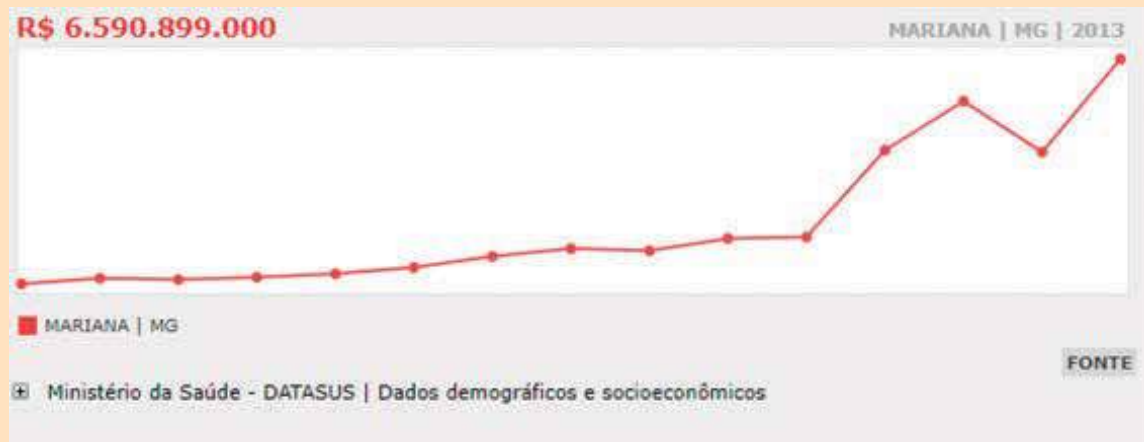 R$ 6.590.899.000
MARIANA | MG | 2013
MARIANA | MG
FONTE
Ministério da Saúde - DATASUS | Dados demográficos e socioeconômicos